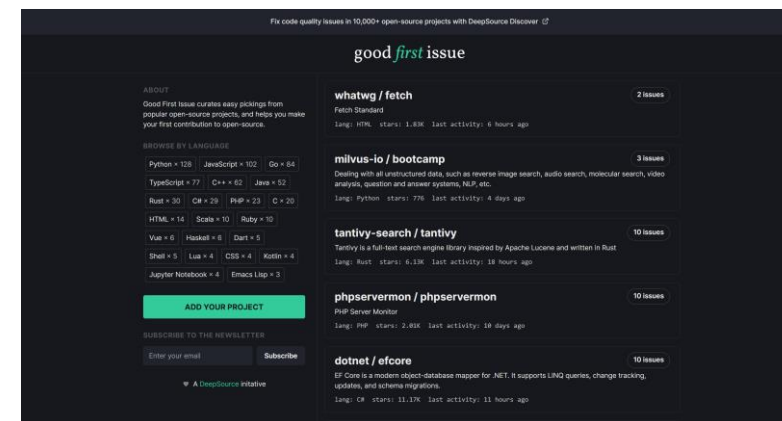 Fix code quality issues in 10,000+ open-source projects with DeepSource Discover
good first issue
ABOUT
Good First Issue curates easy pickings from
popular open-source projects, and helps you make
your first contribution to open-source.
BROWSE BY LANGUAGE
Python × 128 JavaScript × 102 Go × 84
TypeScript × 77 C++ × 62 Java × 52
Rust × 30 C# × 29 PHP × 23 C × 20
HTML × 14 Scala × 10 Ruby × 10
Vue × 6 Haskell × 6 Dart × 5
Shell × 5 Lua × 4 CSS × 4 Kotlin × 4
Jupyter Notebook × 4 Emacs Lisp × 3
ADD YOUR PROJECT
SUBSCRIBE TO THE NEWSLETTER
Enter your email Subscribe
A DeepSource initative
whatwg / fetch 2 issues
Fetch Standard
lang: HTML stars: 1.83K last activity: 6 hours ago
milvus-io / bootcamp 3 issues
Dealing with all unstructured data, such as reverse image search, audio search, molecular search, video
analysis, question and answer systems, NLP, etc.
lang: Python stars: 776 last activity: 4 days ago
tantivy-search / tantivy 10 issues
Tantivy is a full-text search engine library inspired by Apache Lucene and written in Rust
lang: Rust stars: 6.13K last activity: 18 hours ago
phpservermon / phpservermon 10 issues
PHP Server Monitor
lang: PHP stars: 2.01K last activity: 10 days ago
dotnet / efcore 10 issues
EF Core is a modern object-database mapper for .NET. It supports LINQ queries, change tracking,
updates, and schema migrations.
lang: C# stars: 11.17K last activity: 11 hours ago